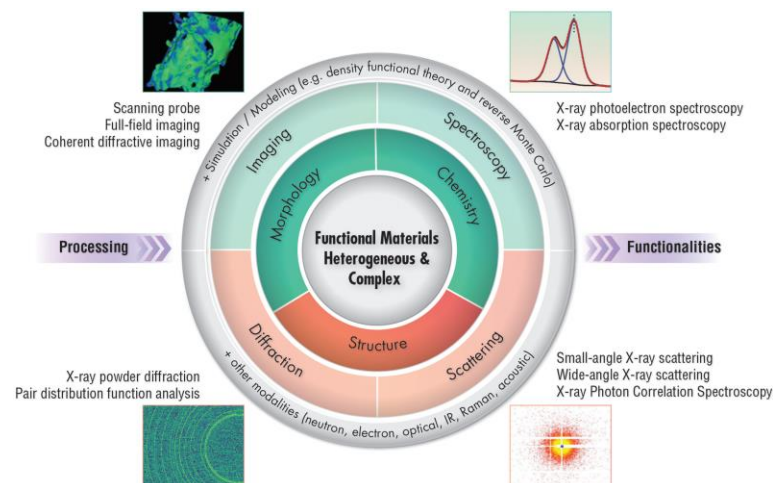 + Simulation / Modeling (e.g. density functional theory and reverse Monte Carlo)
Scanning probe
Full-field imaging
Coherent diffractive imaging
X-ray photoelectron spectroscopy
X-ray absorption spectroscopy
Imaging
Spectroscopy
Morphology
Chemistry
Processing
Functional Materials
Heterogeneous &
Complex
Functionalities
Structure
Diffraction
Scattering
X-ray powder diffraction
Pair distribution function analysis
Small-angle X-ray scattering
Wide-angle X-ray scattering
X-ray Photon Correlation Spectroscopy
+ other modalities (neutron, electron, optical, IR, Raman, acoustic)